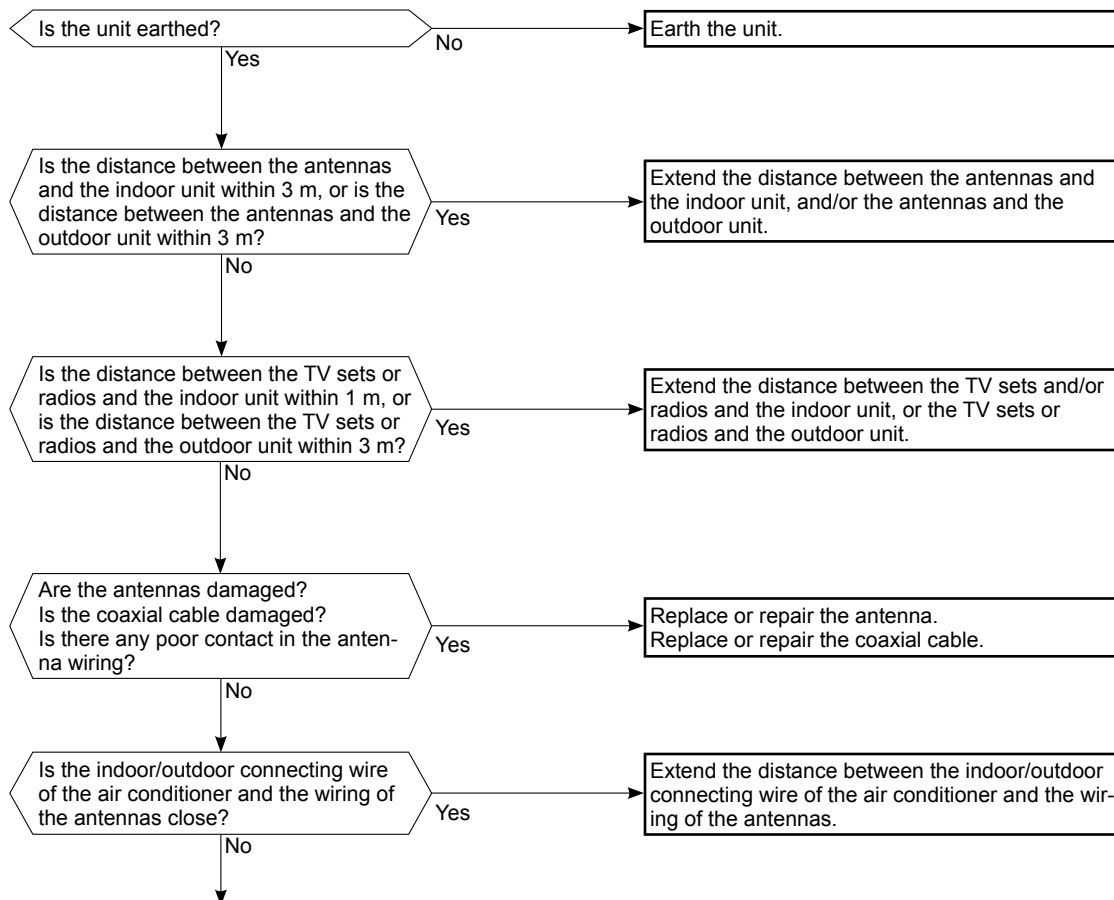 Is the unit earthed?
No
Earth the unit.
Yes
Is the distance between the antennas
and the indoor unit within 3 m, or is the
distance between the antennas and the
outdoor unit within 3 m?
Yes
Extend the distance between the antennas and
the indoor unit, and/or the antennas and the
outdoor unit.
No
Is the distance between the TV sets or
radios and the indoor unit within 1 m, or
is the distance between the TV sets or
radios and the outdoor unit within 3 m?
Yes
Extend the distance between the TV sets and/or
radios and the indoor unit, or the TV sets or
radios and the outdoor unit.
No
Are the antennas damaged?
Is the coaxial cable damaged?
Is there any poor contact in the anten-
na wiring?
Yes
Replace or repair the antenna.
Replace or repair the coaxial cable.
No
Is the indoor/outdoor connecting wire
of the air conditioner and the wiring of
the antennas close?
Yes
Extend the distance between the indoor/outdoor
connecting wire of the air conditioner and the wir-
ing of the antennas.
No